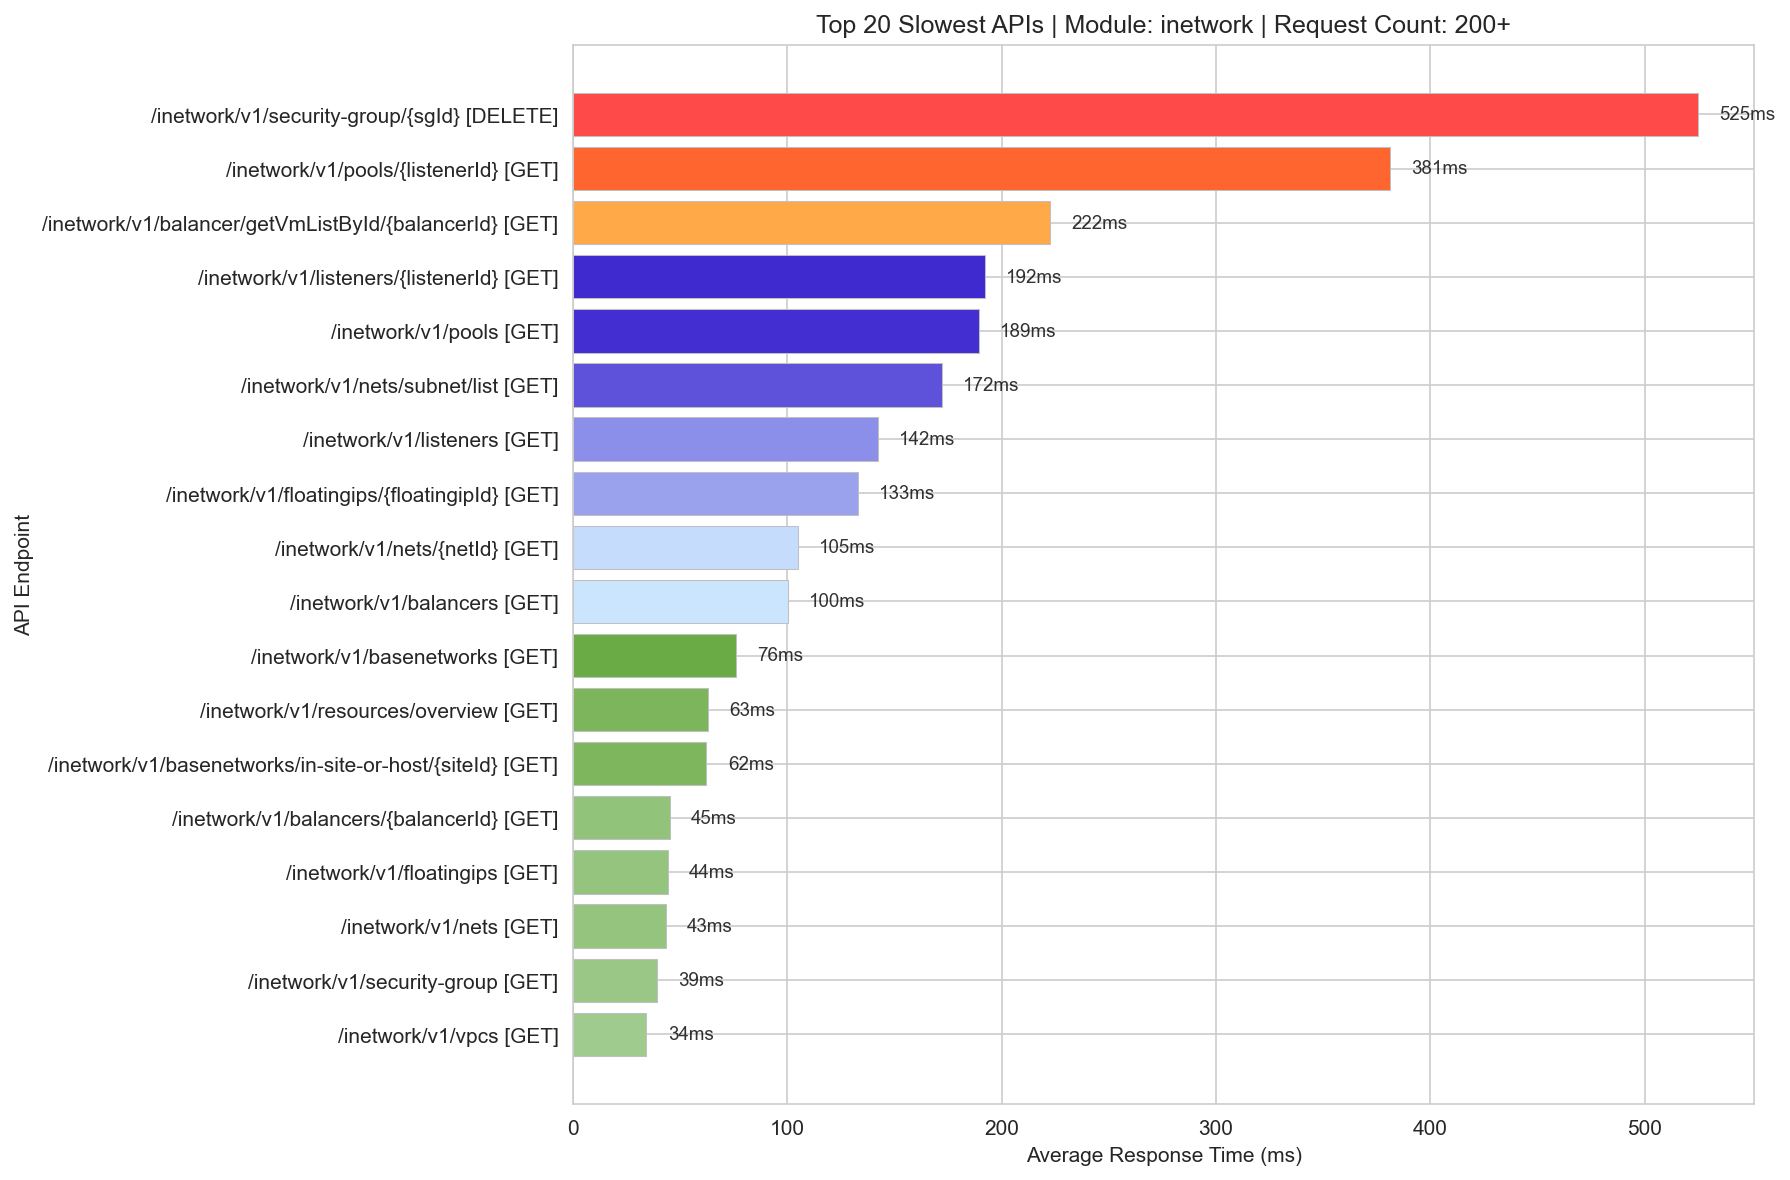 Top 20 Slowest APIs | Module: inetwork | Request Count: 200+
API Endpoint
/inetwork/v1/security-group/{sgId} [DELETE] 525ms
/inetwork/v1/pools/{listenerId} [GET] 381ms
/inetwork/v1/balancer/getVmListById/{balancerId} [GET] 222ms
/inetwork/v1/listeners/{listenerId} [GET] 192ms
/inetwork/v1/pools [GET] 189ms
/inetwork/v1/nets/subnet/list [GET] 172ms
/inetwork/v1/listeners [GET] 142ms
/inetwork/v1/floatingips/{floatingipId} [GET] 133ms
/inetwork/v1/nets/{netId} [GET] 105ms
/inetwork/v1/balancers [GET] 100ms
/inetwork/v1/basenetworks [GET] 76ms
/inetwork/v1/resources/overview [GET] 63ms
/inetwork/v1/basenetworks/in-site-or-host/{siteId} [GET] 62ms
/inetwork/v1/balancers/{balancerId} [GET] 45ms
/inetwork/v1/floatingips [GET] 44ms
/inetwork/v1/nets [GET] 43ms
/inetwork/v1/security-group [GET] 39ms
/inetwork/v1/vpcs [GET] 34ms
0 100 200 300 400 500
Average Response Time (ms)